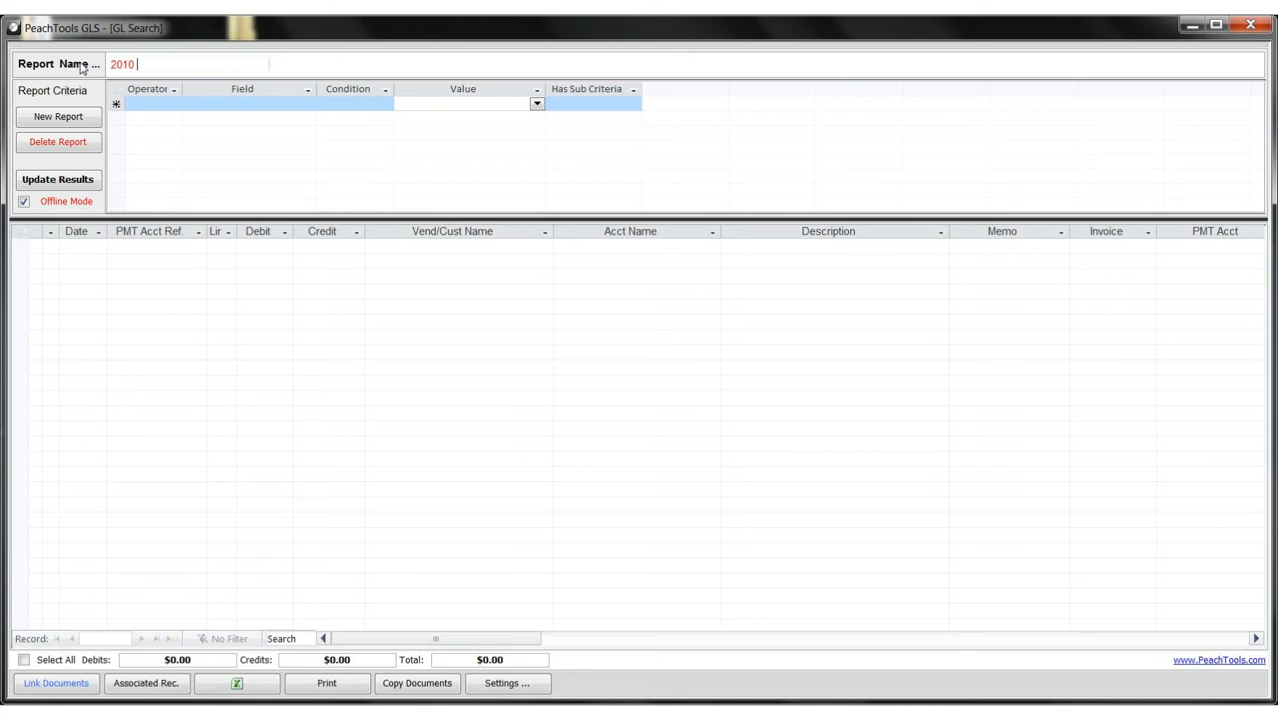 PeachTools GLS - [GL Search]
Report Name ... 2010
Report Criteria
Operator Field Condition Value Has Sub Criteria
New Report
Delete Report
Update Results
Offline Mode
Date PMT Acct Ref. Lir Debit Credit Vend/Cust Name Acct Name Description Memo Invoice PMT Acct
Record: No Filter Search
Select All Debits: $0.00 Credits: $0.00 Total: $0.00 www.PeachTools.com
Link Documents Associated Rec. Print Copy Documents Settings ...